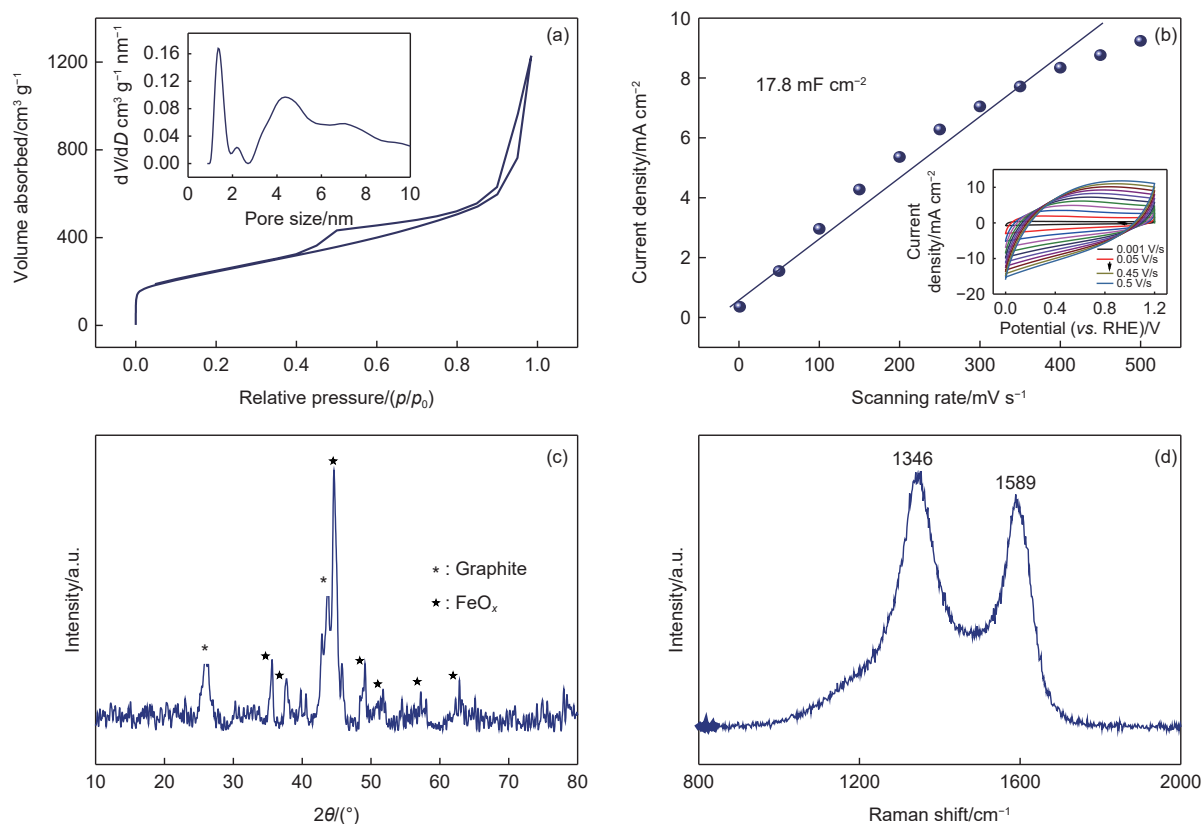 (a)
Volume absorbed/cm³ g⁻¹
1200
800
400
0
0.0 0.2 0.4 0.6 0.8 1.0
Relative pressure/(p/p₀)
dV/dD cm³ g⁻¹ nm⁻¹
0.16
0.12
0.08
0.04
0.00
0 2 4 6 8 10
Pore size/nm
(b)
Current density/mA cm⁻²
10
8
6
4
2
0
0 100 200 300 400 500
Scanning rate/mV s⁻¹
17.8 mF cm⁻²
Current
density/mA cm⁻²
10
0
−10
−20
0.001 V/s
0.05 V/s
0.45 V/s
0.5 V/s
0.0 0.4 0.8 1.2
Potential (vs. RHE)/V
(c)
Intensity/a.u.
* : Graphite
★ : FeOₓ
10 20 30 40 50 60 70 80
2θ/(°)
(d)
Intensity/a.u.
1346
1589
800 1200 1600 2000
Raman shift/cm⁻¹